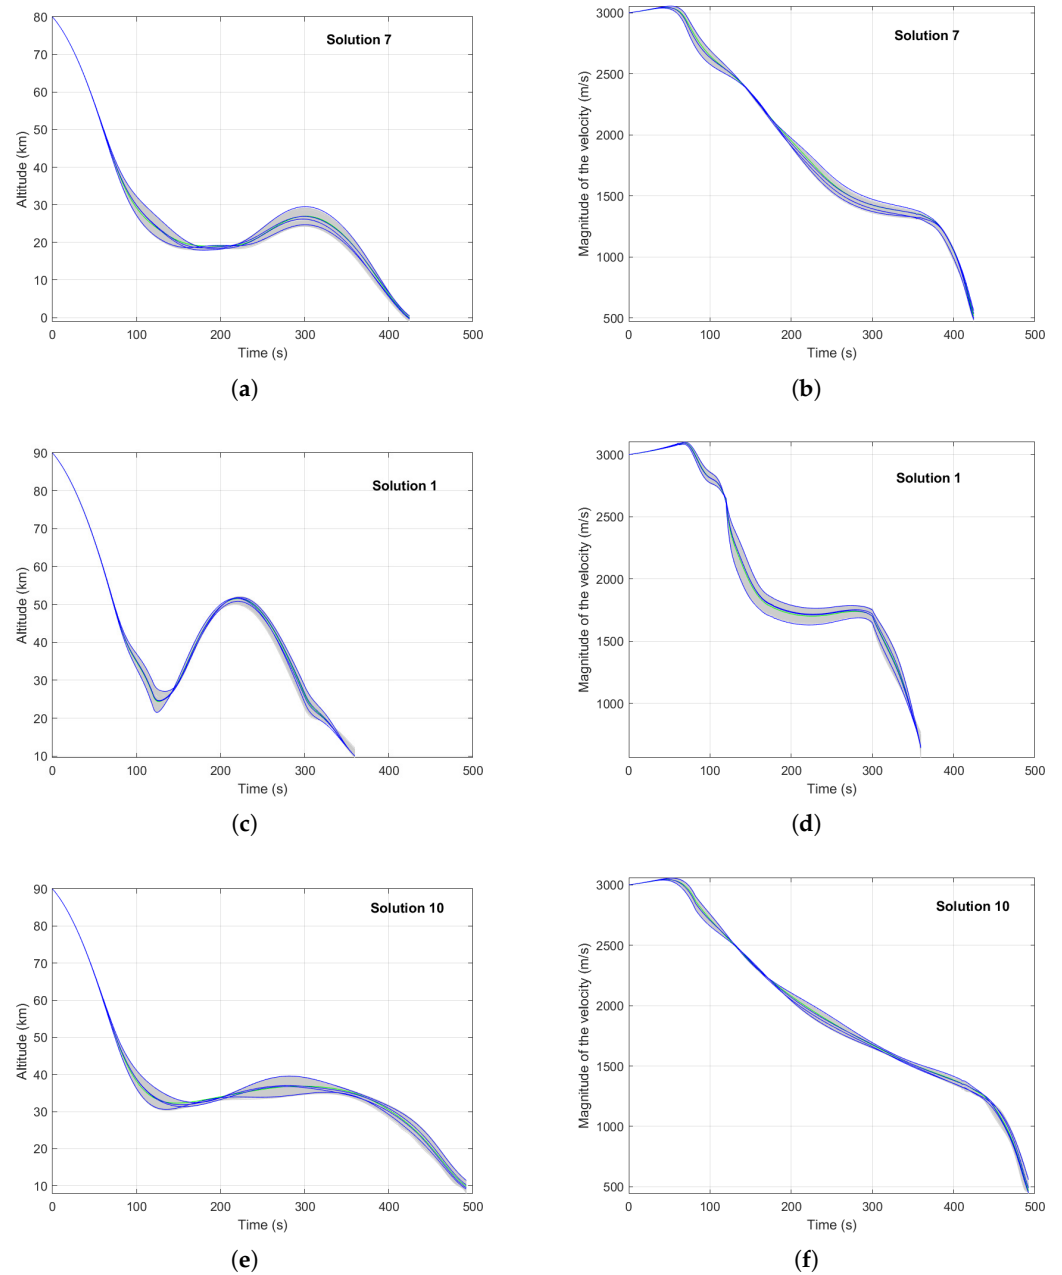 80
70
60
50
40
30
20
10
0
Altitude (km)
Solution 7
0 100 200 300 400 500
Time (s)
(a)
3000
2500
2000
1500
1000
500
Magnitude of the velocity (m/s)
Solution 7
0 100 200 300 400 500
Time (s)
(b)
90
80
70
60
50
40
30
20
10
Altitude (km)
Solution 1
0 100 200 300 400 500
Time (s)
(c)
3000
2500
2000
1500
1000
Magnitude of the velocity (m/s)
Solution 1
0 100 200 300 400 500
Time (s)
(d)
90
80
70
60
50
40
30
20
10
Altitude (km)
Solution 10
0 100 200 300 400 500
Time (s)
(e)
3000
2500
2000
1500
1000
500
Magnitude of the velocity (m/s)
Solution 10
0 100 200 300 400 500
Time (s)
(f)